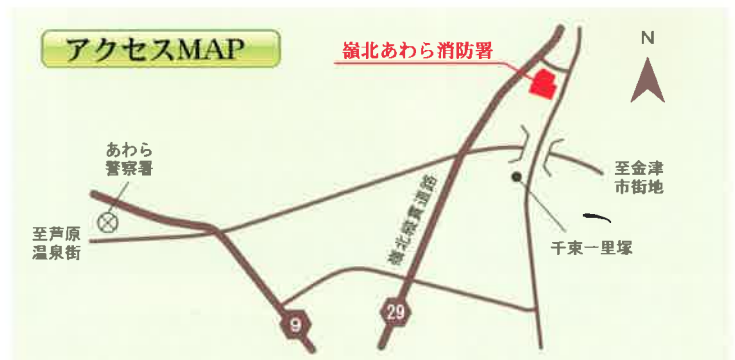 アクセスMAP
嶺北あわら消防署
N
あわら
警察署
至金津
市街地
嶺北縦貫道路
至芦原
温泉街
千束一里塚
9
29